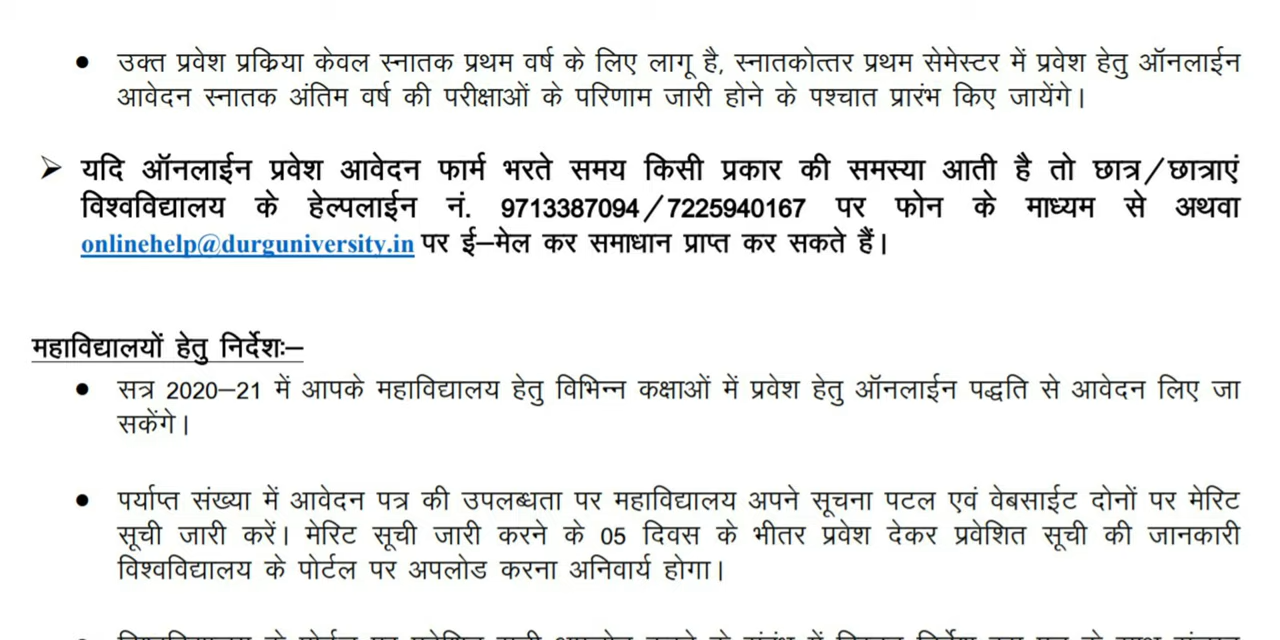 • उक्त प्रवेश प्रक्रिया केवल स्नातक प्रथम वर्ष के लिए लागू है, स्नातकोत्तर प्रथम सेमेस्टर में प्रवेश हेतु ऑनलाईन
आवेदन स्नातक अंतिम वर्ष की परीक्षाओं के परिणाम जारी होने के पश्चात प्रारंभ किए जायेंगे।
➢ यदि ऑनलाईन प्रवेश आवेदन फार्म भरते समय किसी प्रकार की समस्या आती है तो छात्र/छात्राएं
विश्वविद्यालय के हेल्पलाईन नं. 9713387094/7225940167 पर फोन के माध्यम से अथवा
onlinehelp@durguniversity.in पर ई–मेल कर समाधान प्राप्त कर सकते हैं।
महाविद्यालयों हेतु निर्देशः–
• सत्र 2020–21 में आपके महाविद्यालय हेतु विभिन्न कक्षाओं में प्रवेश हेतु ऑनलाईन पद्धति से आवेदन लिए जा
सकेंगे।
• पर्याप्त संख्या में आवेदन पत्र की उपलब्धता पर महाविद्यालय अपने सूचना पटल एवं वेबसाईट दोनों पर मेरिट
सूची जारी करें। मेरिट सूची जारी करने के 05 दिवस के भीतर प्रवेश देकर प्रवेशित सूची की जानकारी
विश्वविद्यालय के पोर्टल पर अपलोड करना अनिवार्य होगा।